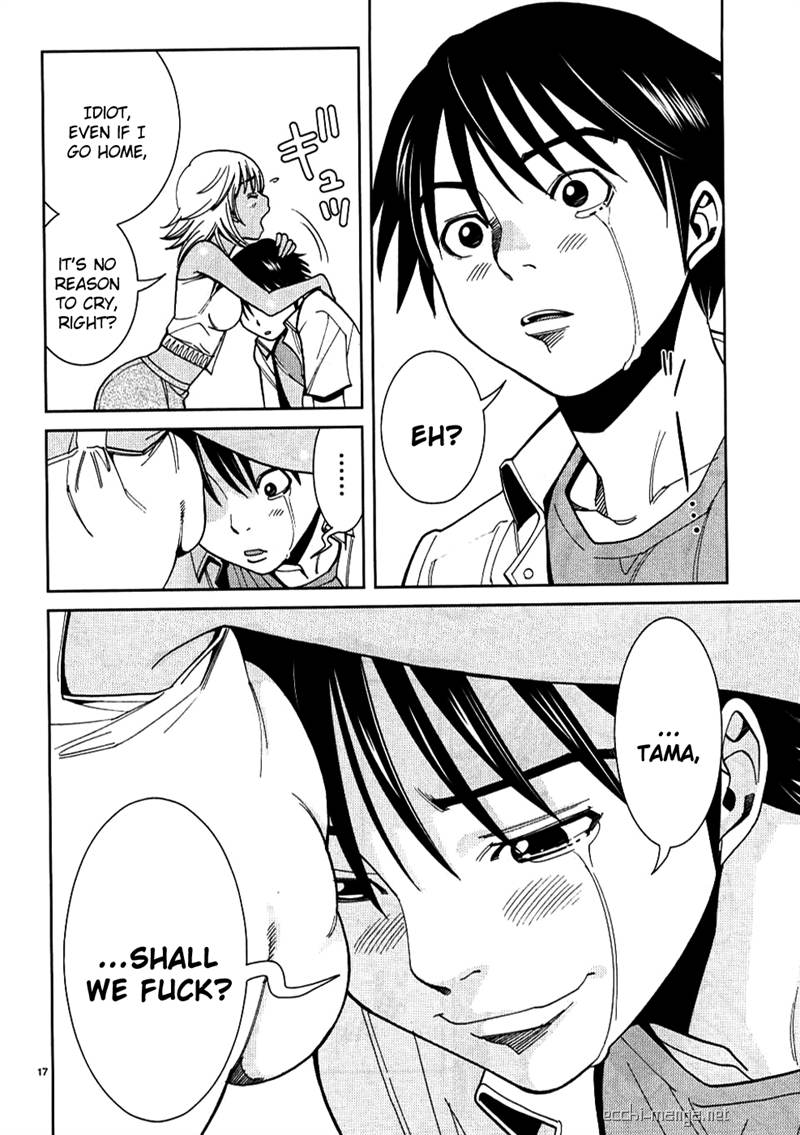 EH?
IDIOT,
EVEN IF I
GO HOME,
IT'S NO
REASON
TO CRY,
RIGHT?
ギュッ
........
...
TAMA,
...SHALL
WE FUCK?
17
ecchi-manga.net